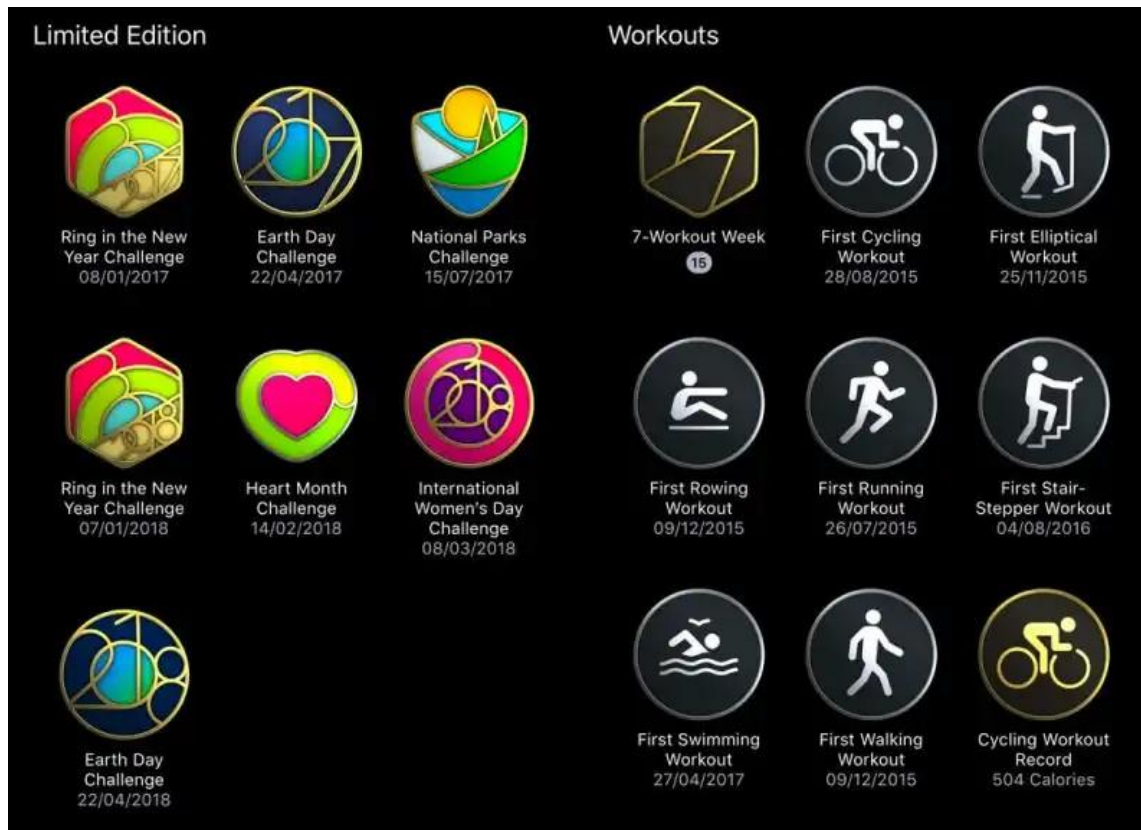 Limited Edition
Ring in the New
Year Challenge
08/01/2017
Earth Day
Challenge
22/04/2017
National Parks
Challenge
15/07/2017
Ring in the New
Year Challenge
07/01/2018
Heart Month
Challenge
14/02/2018
2018
International
Women's Day
Challenge
08/03/2018
2018
Earth Day
Challenge
22/04/2018
Workouts
7
7-Workout Week
15
First Cycling
Workout
28/08/2015
First Elliptical
Workout
25/11/2015
First Rowing
Workout
09/12/2015
First Running
Workout
26/07/2015
First Stair-
Stepper Workout
04/08/2016
First Swimming
Workout
27/04/2017
First Walking
Workout
09/12/2015
Cycling Workout
Record
504 Calories